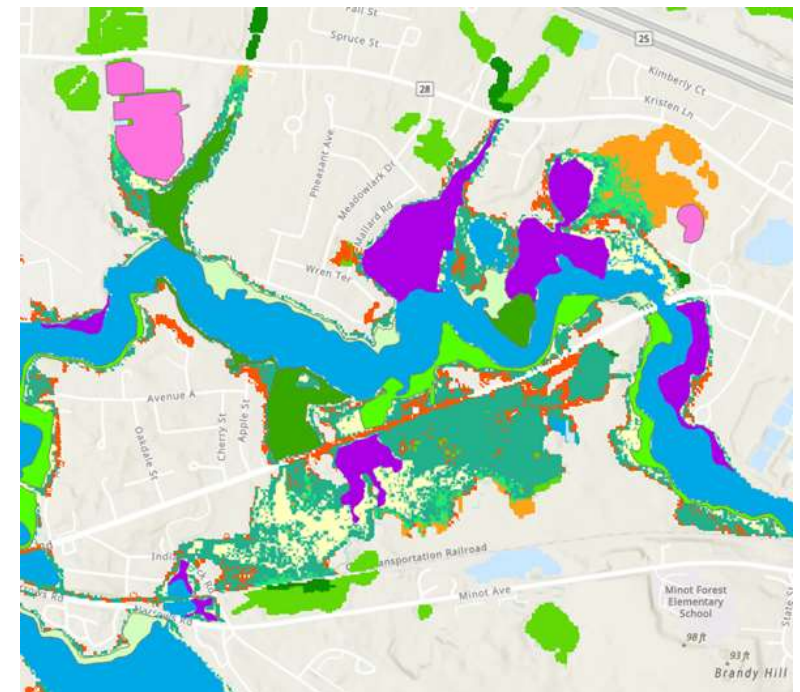 Fall St
Spruce St
25
28
Kimberly Ct
Kristen Ln
Pheasant Ave
Meadowlark Dr
Mallard Rd
Wren Ter
Avenue A
Oakdale St
Cherry St
Apple St
Transportation Railroad
Minot Ave
Narrows Rd
Minot Forest
Elementary
School
98 ft
93 ft
Brandy Hill